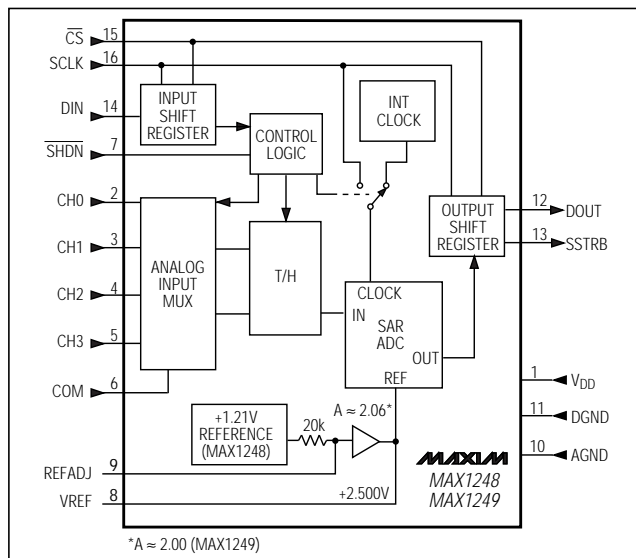 CS 15
SCLK 16
DIN 14
SHDN 7
CH0 2
CH1 3
CH2 4
CH3 5
COM 6
REFADJ 9
VREF 8
INPUT
SHIFT
REGISTER
CONTROL
LOGIC
INT
CLOCK
ANALOG
INPUT
MUX
T/H
CLOCK
IN
SAR
ADC
OUT
REF
OUTPUT
SHIFT
REGISTER
12 DOUT
13 SSTRB
1 VDD
11 DGND
10 AGND
+1.21V
REFERENCE
(MAX1248)
20k
A ≈ 2.06*
+2.500V
MAXIM
MAX1248
MAX1249
*A ≈ 2.00 (MAX1249)